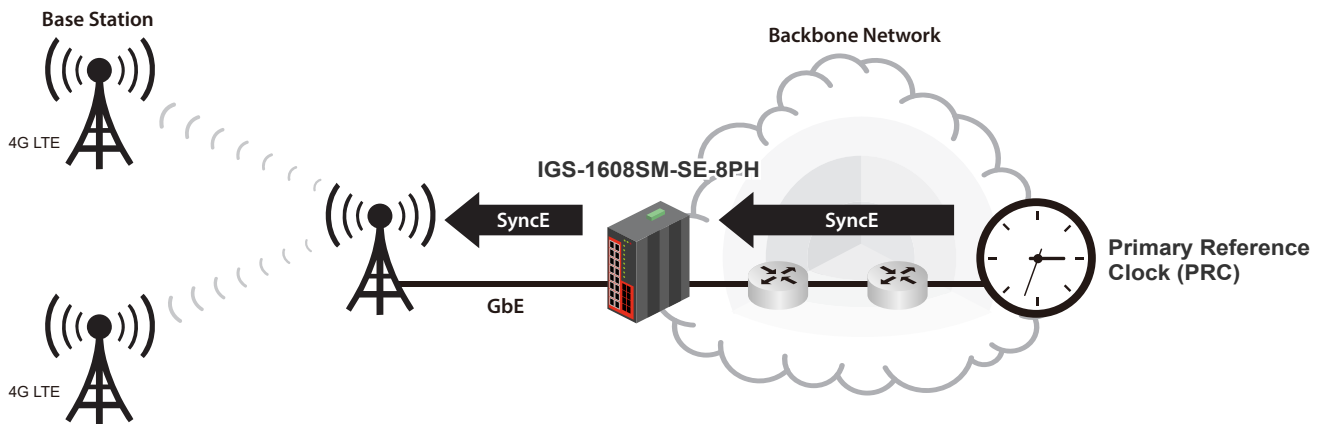 Base Station
Backbone Network
4G LTE
IGS-1608SM-SE-8PH
SyncE
SyncE
Primary Reference
Clock (PRC)
GbE
4G LTE